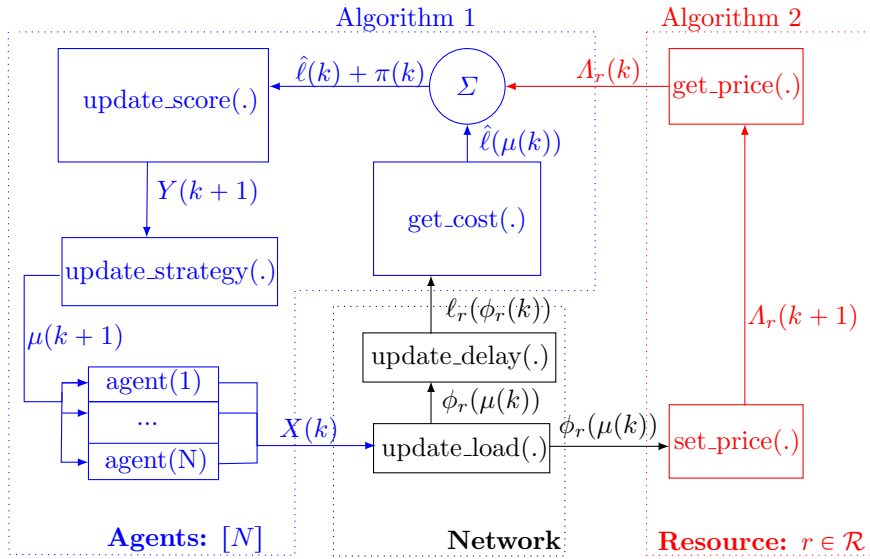 Algorithm 1
Algorithm 2
update_score(.)
ℓ̂(k) + π(k)
Σ
Λ_r(k)
get_price(.)
ℓ̂(μ(k))
Y(k+1)
get_cost(.)
update_strategy(.)
ℓ_r(φ_r(k))
Λ_r(k+1)
μ(k+1)
update_delay(.)
agent(1)
φ_r(μ(k))
...
X(k)
update_load(.)
φ_r(μ(k))
set_price(.)
agent(N)
Agents: [N]
Network
Resource: r ∈ ℛ